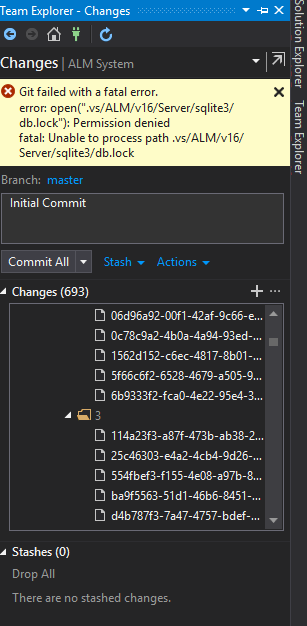 Team Explorer - Changes
Changes | ALM System
Git failed with a fatal error.
error: open(".vs/ALM/v16/Server/sqlite3/
db.lock"): Permission denied
fatal: Unable to process path .vs/ALM/v16/
Server/sqlite3/db.lock
Branch: master
Initial Commit
Commit All
Stash
Actions
Changes (693)
06d96a92-00f1-42af-9c66-e...
0c78c9a2-4b0a-4a94-93ed-...
1562d152-c6ec-4817-8b01-...
5f66c6f2-6528-4679-a505-9...
6b9333f2-fca0-4e22-95e4-3...
3
114a23f3-a87f-473b-ab38-2...
25c46303-e4a2-4cb4-9d26-...
554fbef3-f155-4e08-a97b-8...
ba9f5563-51d1-46b6-8451-...
d4b787f3-7a47-4757-bdef-...
Stashes (0)
Drop All
There are no stashed changes.
Solution Explorer
Team Explorer